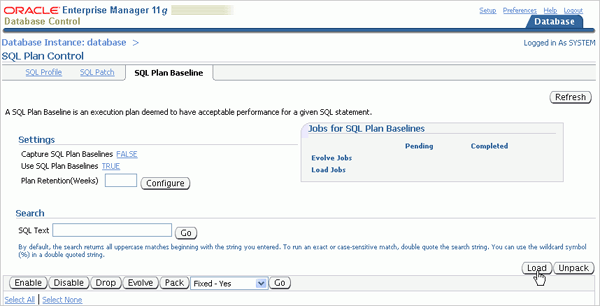 ORACLE Enterprise Manager 11g
Database Control
Setup Preferences Help Logout
Database
Database Instance: database >
Logged in As SYSTEM
SQL Plan Control
SQL Profile SQL Patch SQL Plan Baseline
Refresh
A SQL Plan Baseline is an execution plan deemed to have acceptable performance for a given SQL statement.
Settings
Capture SQL Plan Baselines FALSE
Use SQL Plan Baselines TRUE
Plan Retention(Weeks) Configure
Jobs for SQL Plan Baselines
Pending Completed
Evolve Jobs
Load Jobs
Search
SQL Text Go
By default, the search returns all uppercase matches beginning with the string you entered. To run an exact or case-sensitive match, double quote the search string. You can use the wildcard symbol
(%) in a double quoted string.
Load Unpack
Enable Disable Drop Evolve Pack Fixed - Yes Go
Select All | Select None